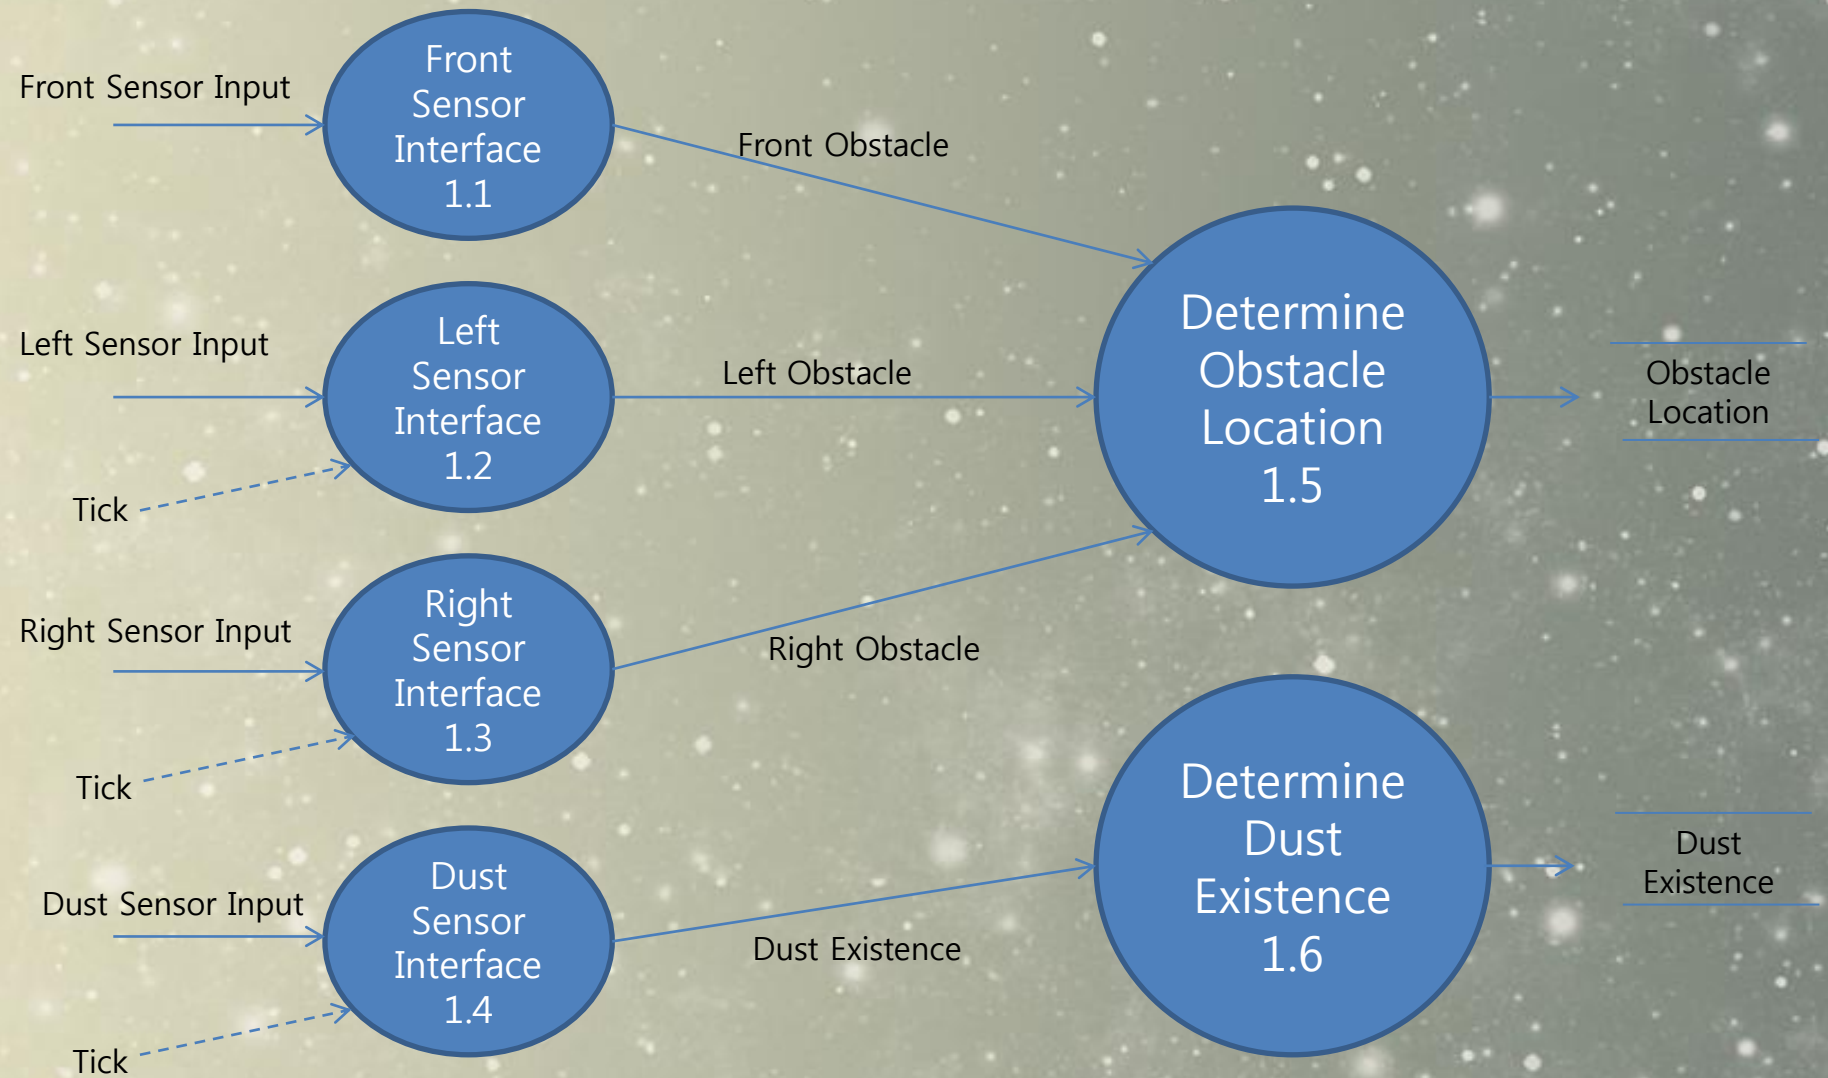 Front Sensor Input
Front
Sensor
Interface
1.1
Front Obstacle
Left Sensor Input
Left
Sensor
Interface
1.2
Left Obstacle
Tick
Determine
Obstacle
Location
1.5
Obstacle
Location
Right Sensor Input
Right
Sensor
Interface
1.3
Right Obstacle
Tick
Dust Sensor Input
Dust
Sensor
Interface
1.4
Dust Existence
Tick
Determine
Dust
Existence
1.6
Dust
Existence